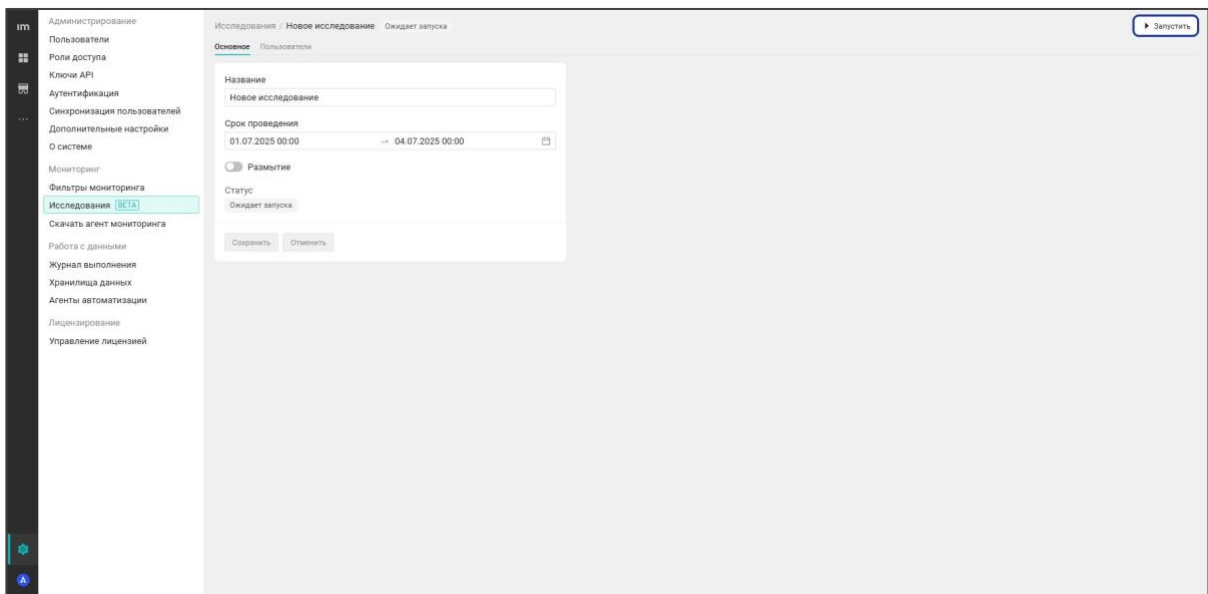 ım
Администрирование
Пользователи
Роли доступа
Ключи API
Аутентификация
Синхронизация пользователей
Дополнительные настройки
О системе
Мониторинг
Фильтры мониторинга
Исследования BETA
Скачать агент мониторинга
Работа с данными
Журнал выполнения
Хранилища данных
Агенты автоматизации
Лицензирование
Управление лицензией
A
Исследования / Новое исследование Ожидает запуска
Запустить
Основное Пользователи
Название
Новое исследование
Срок проведения
01.07.2025 00:00 → 04.07.2025 00:00
Размытие
Статус
Ожидает запуска
Сохранить Отменить